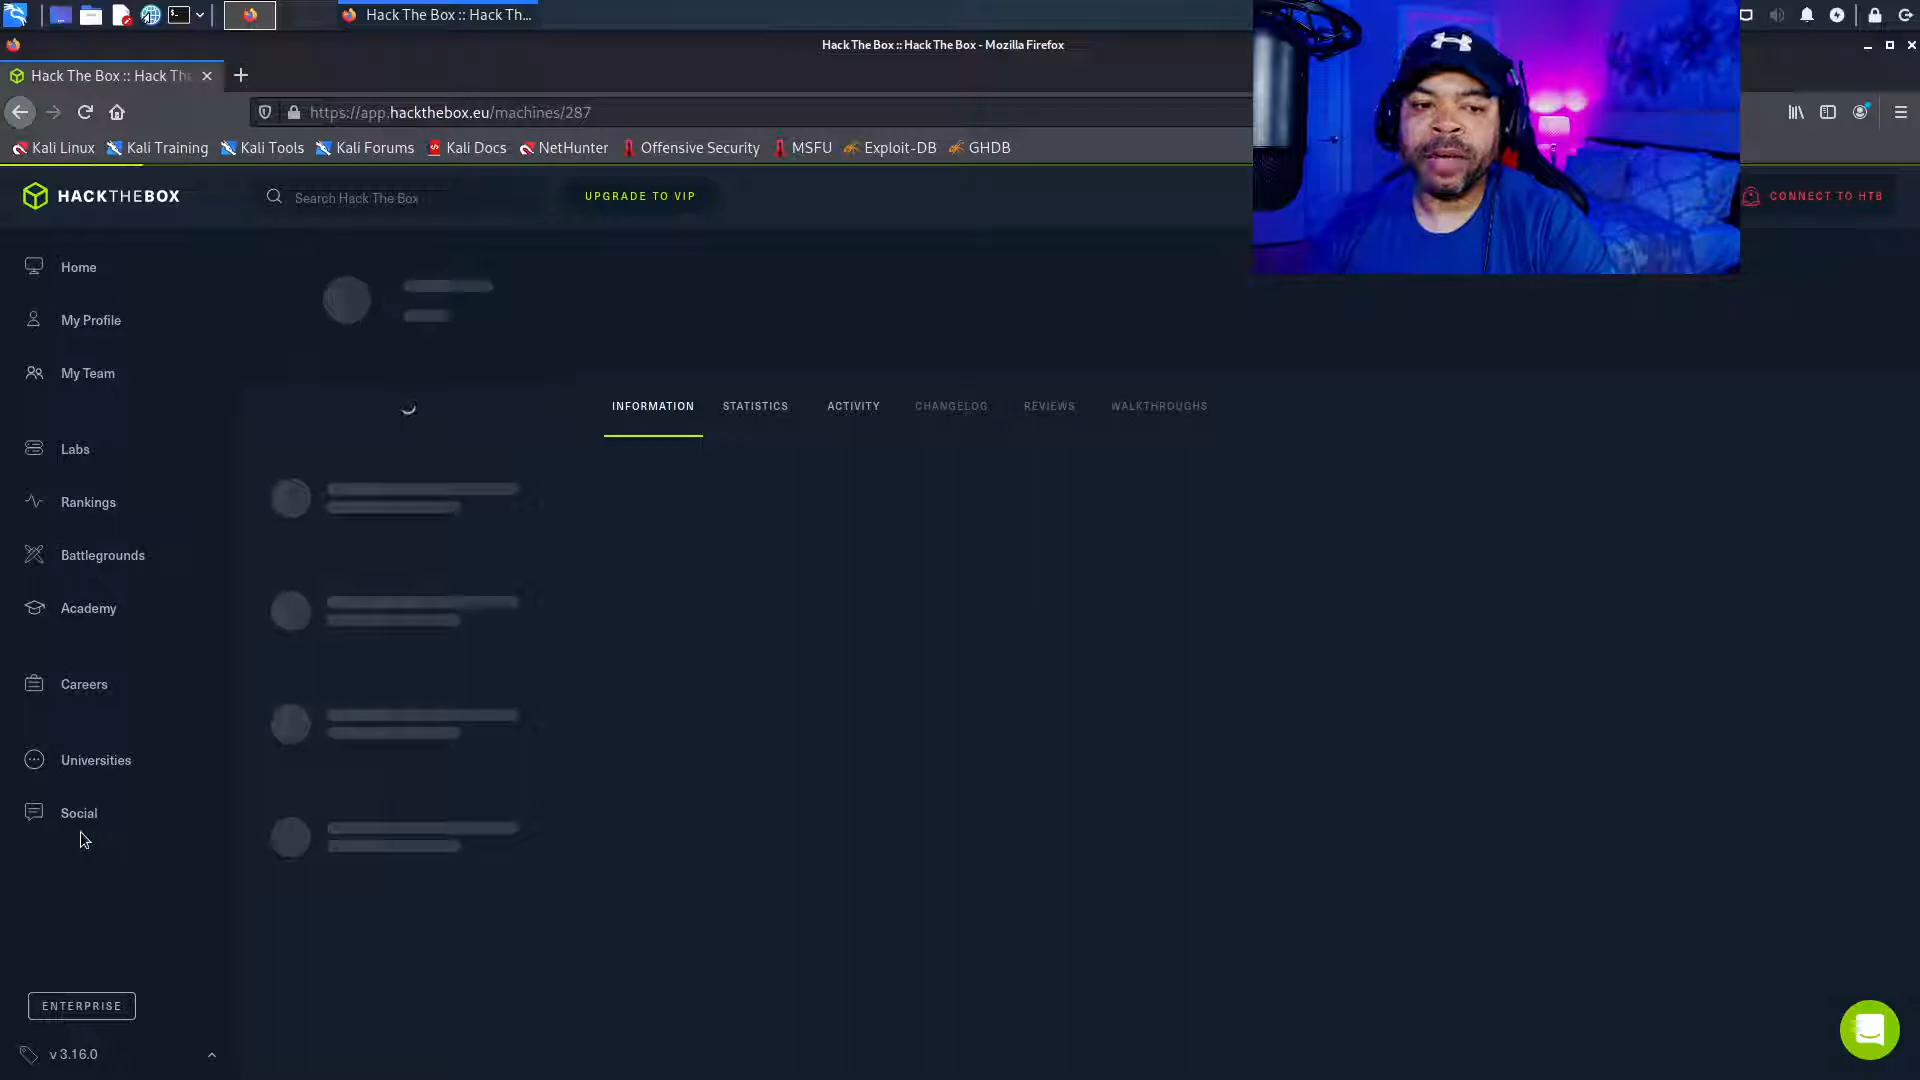 Hack The Box :: Hack Th...
Hack The Box :: Hack The Box - Mozilla Firefox
Hack The Box :: Hack The
https://app.hackthebox.eu/machines/287
Kali Linux Kali Training Kali Tools Kali Forums Kali Docs NetHunter Offensive Security MSFU Exploit-DB GHDB
HACKTHEBOX
Search Hack The Box
UPGRADE TO VIP
CONNECT TO HTB
Home
My Profile
My Team
INFORMATION STATISTICS ACTIVITY CHANGELOG REVIEWS WALKTHROUGHS
Labs
Rankings
Battlegrounds
Academy
Careers
Universities
Social
ENTERPRISE
v 3.16.0